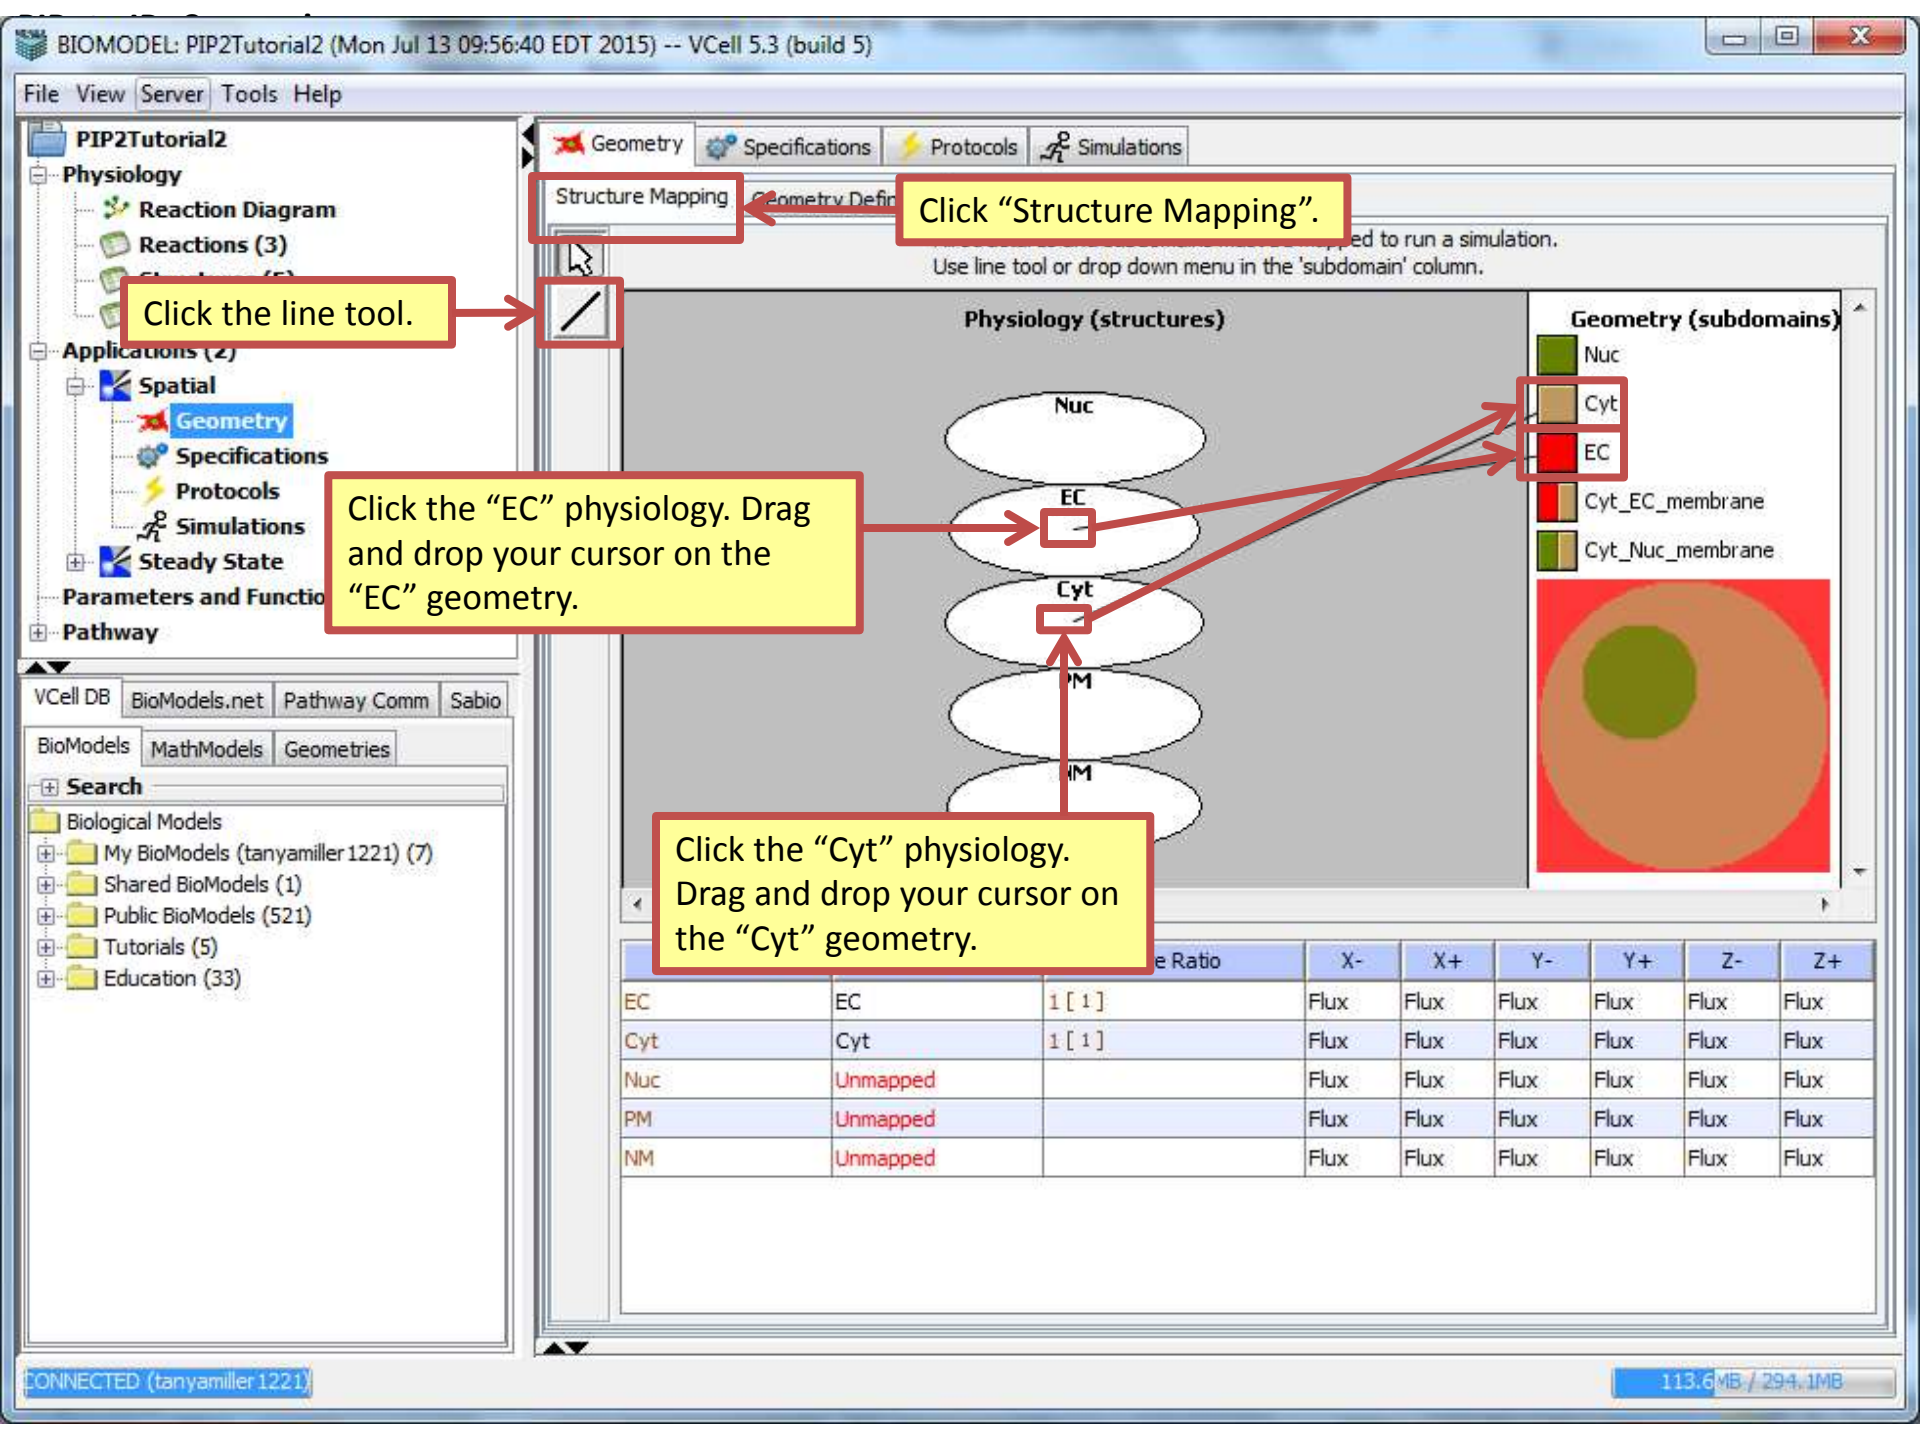 BIOMODEL: PIP2Tutorial2 (Mon Jul 13 09:56:40 EDT 2015) -- VCell 5.3 (build 5)
File View Server Tools Help
PIP2Tutorial2
Physiology
Reaction Diagram
Reactions (3)
Click the line tool.
Applications (2)
Spatial
Geometry
Specifications
Protocols
Simulations
Steady State
Parameters and Functio
Pathway
VCell DB BioModels.net Pathway Comm Sabio
BioModels MathModels Geometries
Search
Biological Models
My BioModels (tanyamiller1221) (7)
Shared BioModels (1)
Public BioModels (521)
Tutorials (5)
Education (33)
Geometry Specifications Protocols Simulations
Structure Mapping Geometry Defin
Click “Structure Mapping”.
to run a simulation.
Use line tool or drop down menu in the 'subdomain' column.
Physiology (structures)
Nuc
EC
Cyt
PM
NM
Click the “EC” physiology. Drag
and drop your cursor on the
“EC” geometry.
Click the “Cyt” physiology.
Drag and drop your cursor on
the “Cyt” geometry.
Geometry (subdomains)
Nuc
Cyt
EC
Cyt_EC_membrane
Cyt_Nuc_membrane
e Ratio X- X+ Y- Y+ Z- Z+
EC EC 1 [ 1 ] Flux Flux Flux Flux Flux Flux
Cyt Cyt 1 [ 1 ] Flux Flux Flux Flux Flux Flux
Nuc Unmapped Flux Flux Flux Flux Flux Flux
PM Unmapped Flux Flux Flux Flux Flux Flux
NM Unmapped Flux Flux Flux Flux Flux Flux
CONNECTED (tanyamiller1221)
113.6MB / 294.1MB